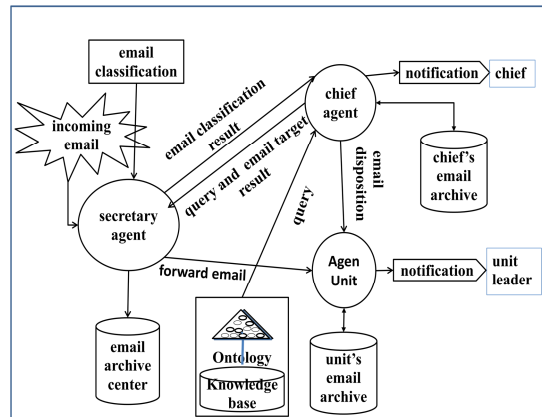 email
classification
incoming
email
secretary
agent
email classification
result
query and email target
result
chief
agent
notification
chief
chief's
email
archive
email
disposition
query
forward email
Agen
Unit
notification
unit
leader
email
archive
center
Ontology
Knowledge
base
unit's
email
archive